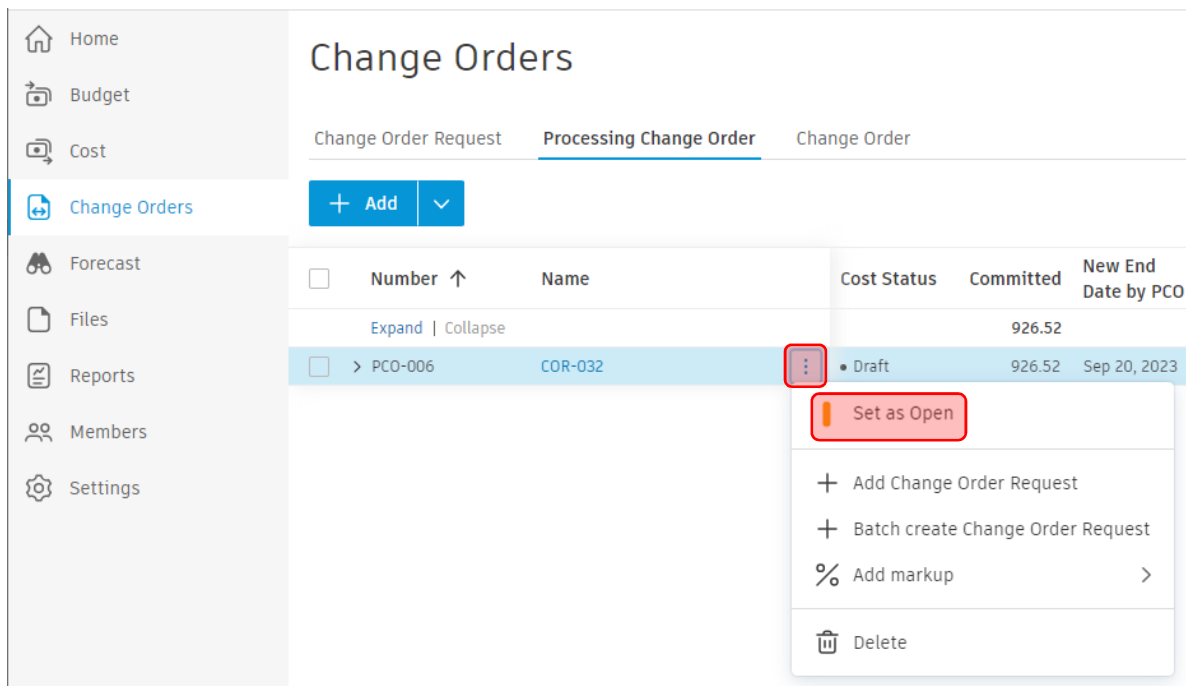 Home
Budget
Cost
Change Orders
Forecast
Files
Reports
Members
Settings
Change Orders
Change Order Request Processing Change Order Change Order
+ Add
Number ↑ Name Cost Status Committed New End Date by PCO
Expand | Collapse 926.52
> PCO-006 COR-032 ⋮ • Draft 926.52 Sep 20, 2023
Set as Open
+ Add Change Order Request
+ Batch create Change Order Request
% Add markup >
Delete